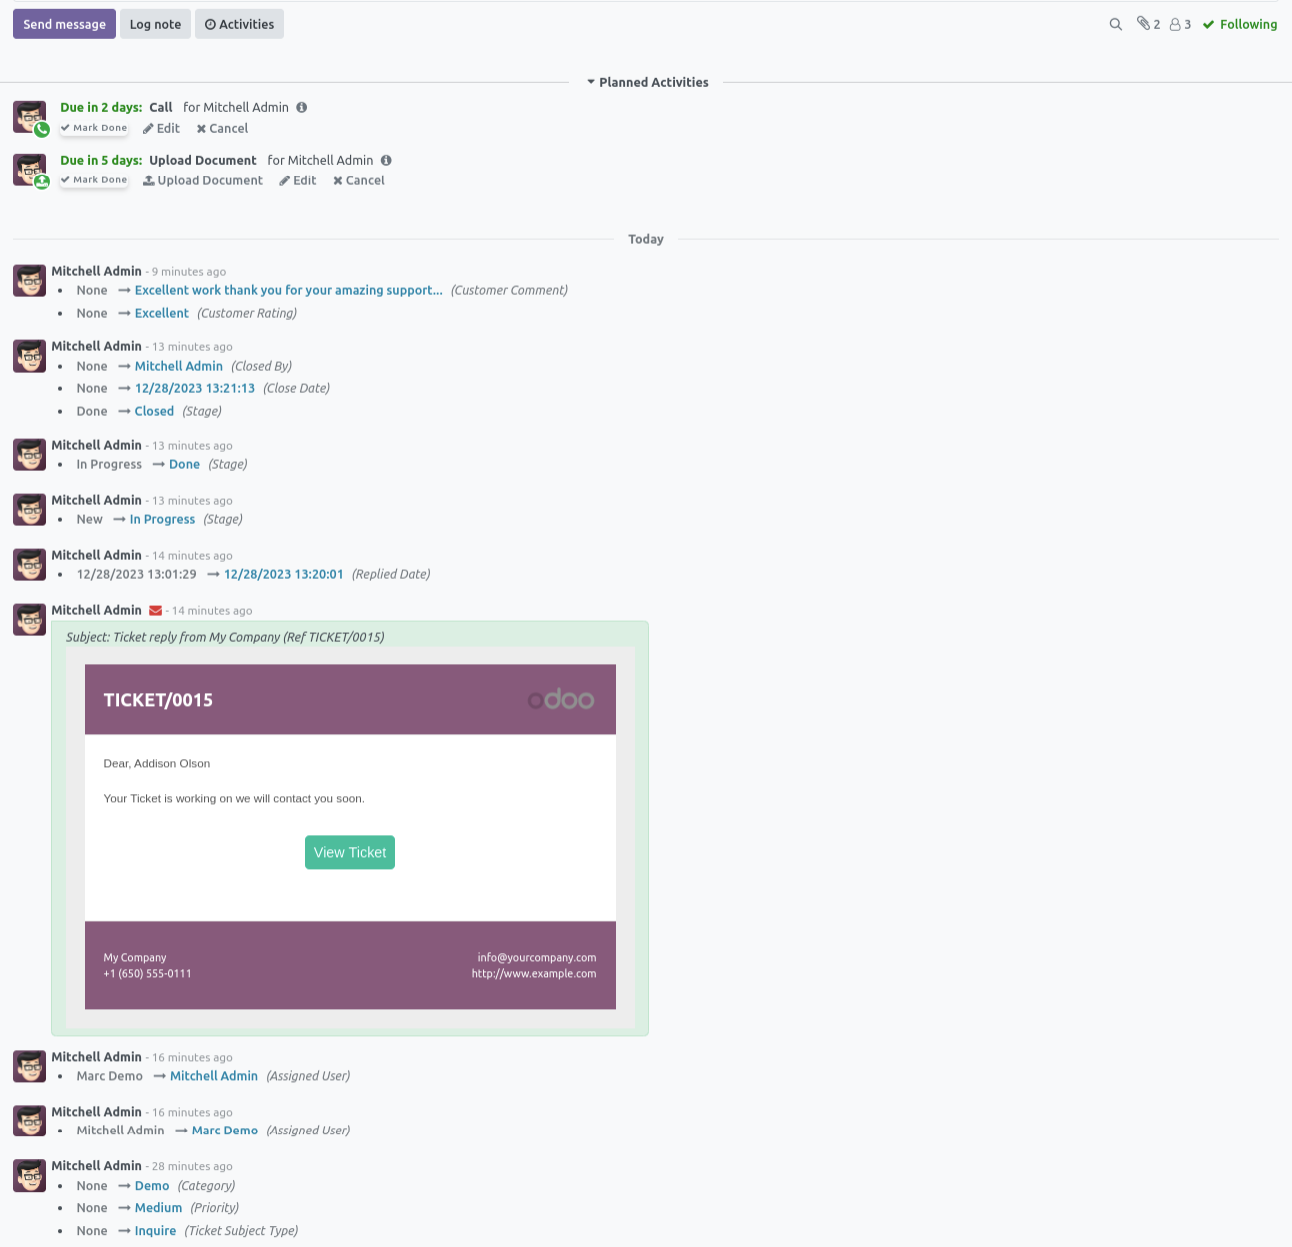 Send message Log note Activities 2 3 Following
Planned Activities
Due in 2 days: Call for Mitchell Admin
Mark Done Edit Cancel
Due in 5 days: Upload Document for Mitchell Admin
Mark Done Upload Document Edit Cancel
Today
Mitchell Admin - 9 minutes ago
• None → Excellent work thank you for your amazing support... (Customer Comment)
• None → Excellent (Customer Rating)
Mitchell Admin - 13 minutes ago
• None → Mitchell Admin (Closed By)
• None → 12/28/2023 13:21:13 (Close Date)
• Done → Closed (Stage)
Mitchell Admin - 13 minutes ago
• In Progress → Done (Stage)
Mitchell Admin - 13 minutes ago
• New → In Progress (Stage)
Mitchell Admin - 14 minutes ago
• 12/28/2023 13:01:29 → 12/28/2023 13:20:01 (Replied Date)
Mitchell Admin - 14 minutes ago
Subject: Ticket reply from My Company (Ref TICKET/0015)
TICKET/0015 odoo
Dear, Addison Olson
Your Ticket is working on we will contact you soon.
View Ticket
My Company info@yourcompany.com
+1 (650) 555-0111 http://www.example.com
Mitchell Admin - 16 minutes ago
• Marc Demo → Mitchell Admin (Assigned User)
Mitchell Admin - 16 minutes ago
• Mitchell Admin → Marc Demo (Assigned User)
Mitchell Admin - 28 minutes ago
• None → Demo (Category)
• None → Medium (Priority)
• None → Inquire (Ticket Subject Type)